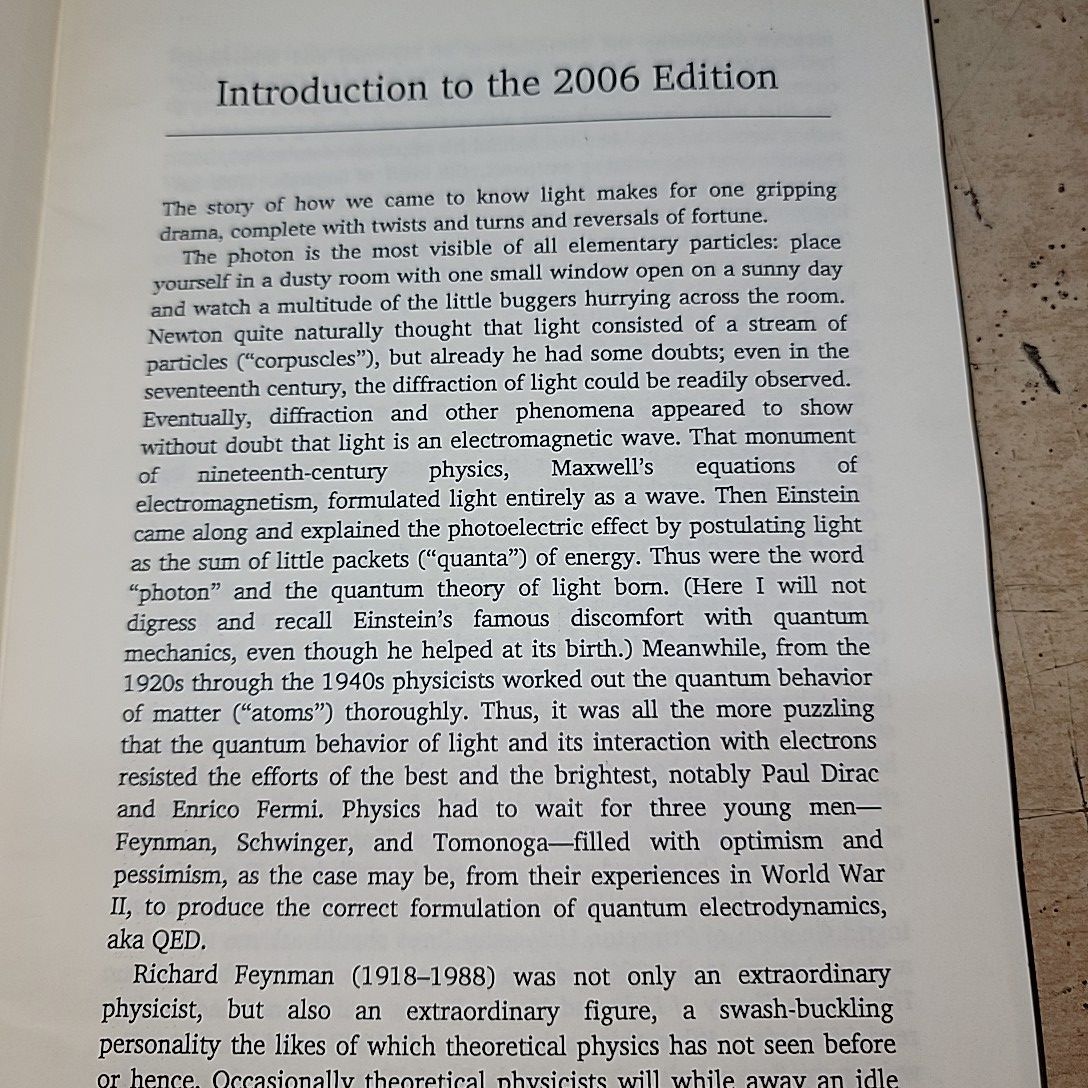 Introduction to the 2006 Edition
The story of how we came to know light makes for one gripping
drama, complete with twists and turns and reversals of fortune.
The photon is the most visible of all elementary particles: place
yourself in a dusty room with one small window open on a sunny day
and watch a multitude of the little buggers hurrying across the room.
Newton quite naturally thought that light consisted of a stream of
particles (“corpuscles”), but already he had some doubts; even in the
seventeenth century, the diffraction of light could be readily observed.
Eventually, diffraction and other phenomena appeared to show
without doubt that light is an electromagnetic wave. That monument
of nineteenth-century physics, Maxwell’s equations of
electromagnetism, formulated light entirely as a wave. Then Einstein
came along and explained the photoelectric effect by postulating light
as the sum of little packets (“quanta”) of energy. Thus were the word
“photon” and the quantum theory of light born. (Here I will not
digress and recall Einstein’s famous discomfort with quantum
mechanics, even though he helped at its birth.) Meanwhile, from the
1920s through the 1940s physicists worked out the quantum behavior
of matter (“atoms”) thoroughly. Thus, it was all the more puzzling
that the quantum behavior of light and its interaction with electrons
resisted the efforts of the best and the brightest, notably Paul Dirac
and Enrico Fermi. Physics had to wait for three young men—
Feynman, Schwinger, and Tomonoga—filled with optimism and
pessimism, as the case may be, from their experiences in World War
II, to produce the correct formulation of quantum electrodynamics,
aka QED.
Richard Feynman (1918–1988) was not only an extraordinary
physicist, but also an extraordinary figure, a swash-buckling
personality the likes of which theoretical physics has not seen before
or hence. Occasionally theoretical physicists will while away an idle